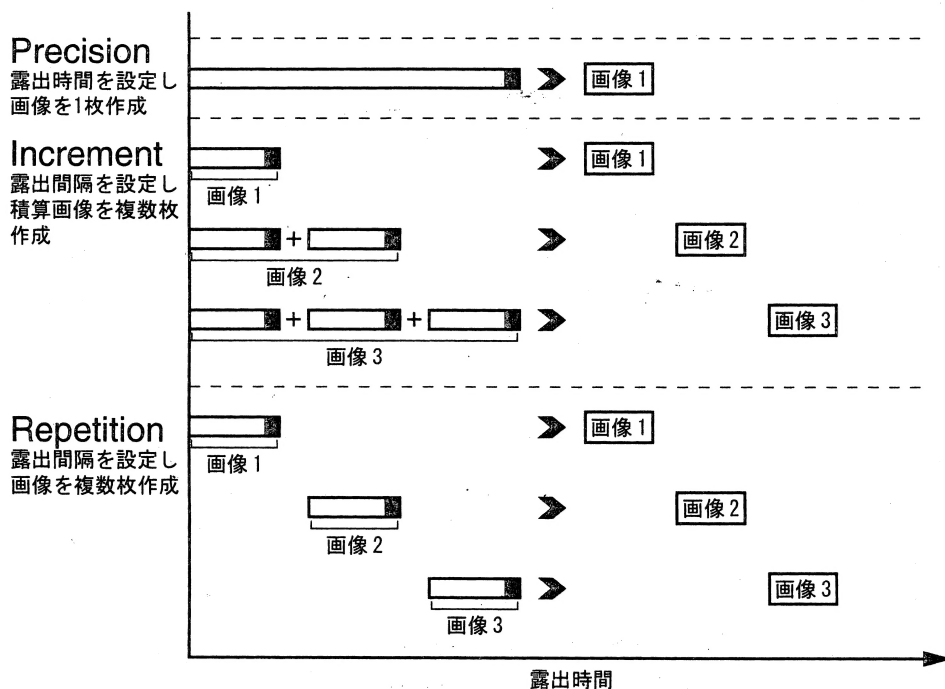 Precision
露出時間を設定し
画像を1枚作成
画像1
Increment
露出間隔を設定し
積算画像を複数枚
作成
画像1
画像1
+
画像2
画像2
+ +
画像3
画像3
Repetition
露出間隔を設定し
画像を複数枚作成
画像1
画像1
画像2
画像2
画像3
画像3
露出時間